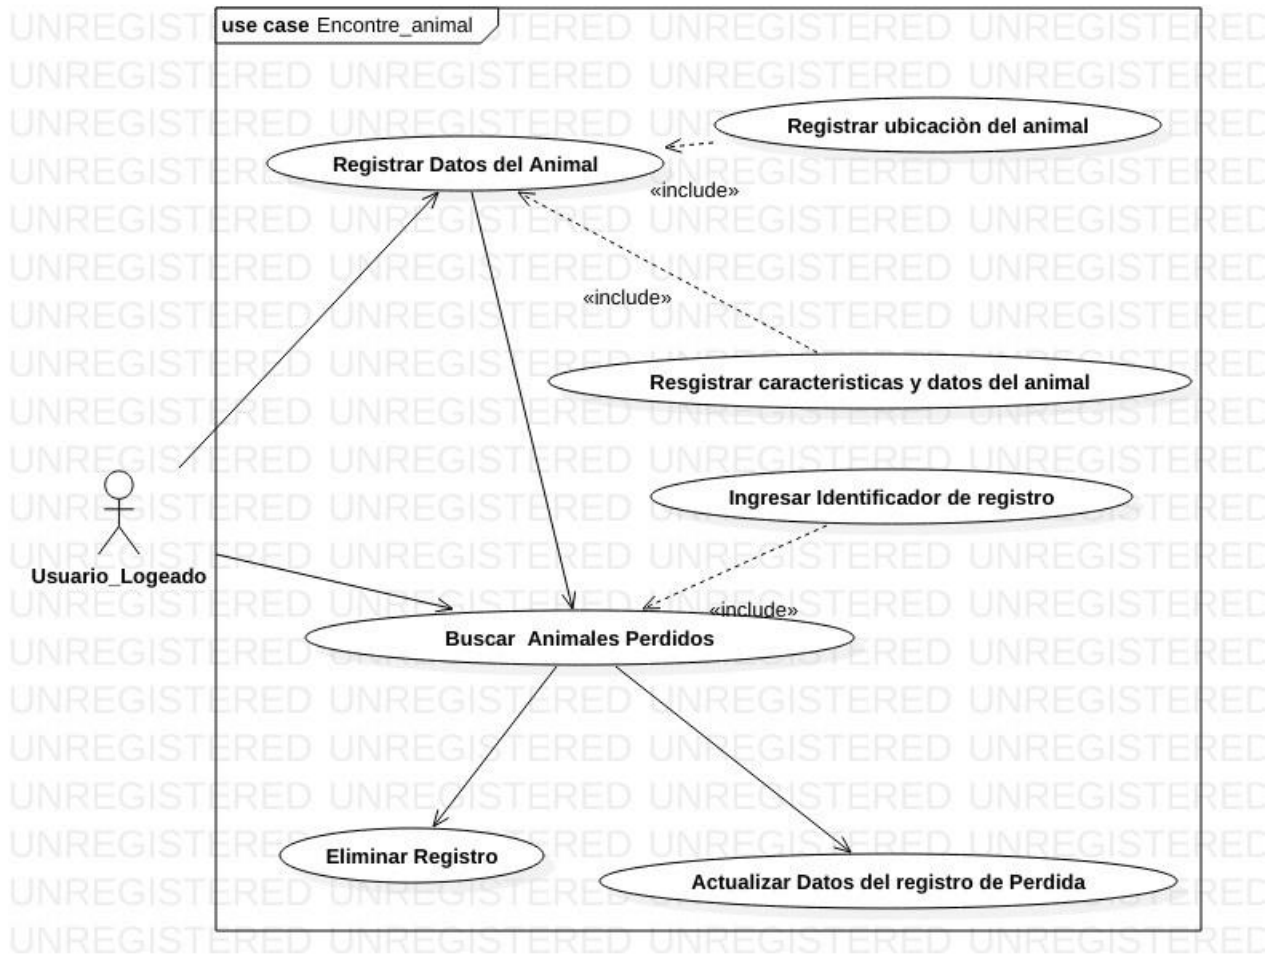 use case Encontre_animal
Registrar ubicaciòn del animal
Registrar Datos del Animal
«include»
«include»
Resgistrar caracteristicas y datos del animal
Ingresar Identificador de registro
Usuario_Logeado
«include»
Buscar Animales Perdidos
Eliminar Registro
Actualizar Datos del registro de Perdida
UNREGISTERED